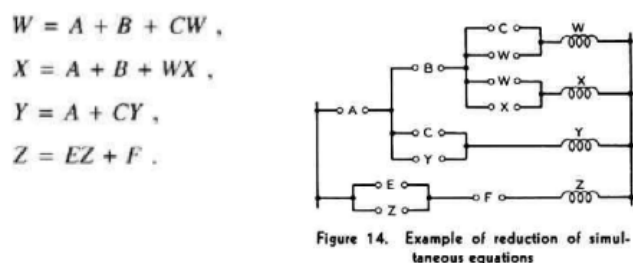 W = A + B + CW ,
X = A + B + WX ,
Y = A + CY ,
Z = EZ + F .
C
W
W
B
W
X
X
A
C
Y
Y
E
Z
F
Z
Figure 14. Example of reduction of simul-
taneous equations